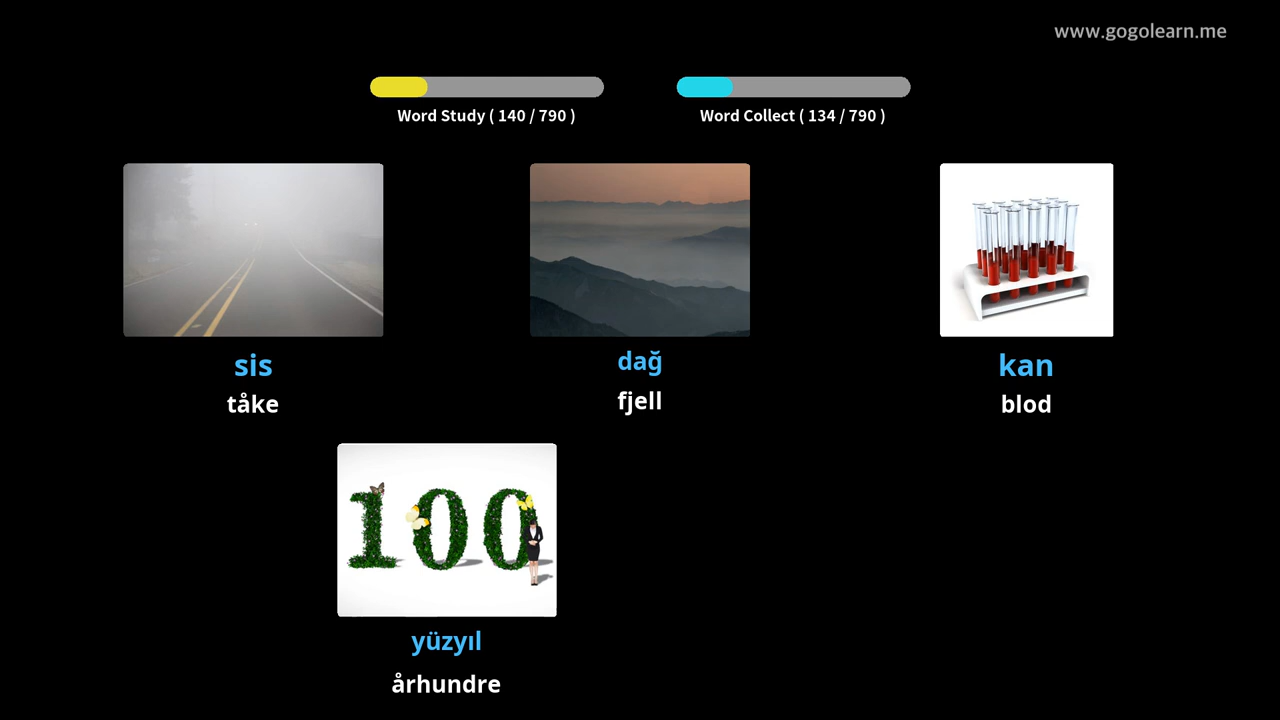 www.gogolearn.me
Word Study ( 140 / 790 )
Word Collect ( 134 / 790 )
sis
tåke
dağ
fjell
kan
blod
100
yüzyıl
århundre